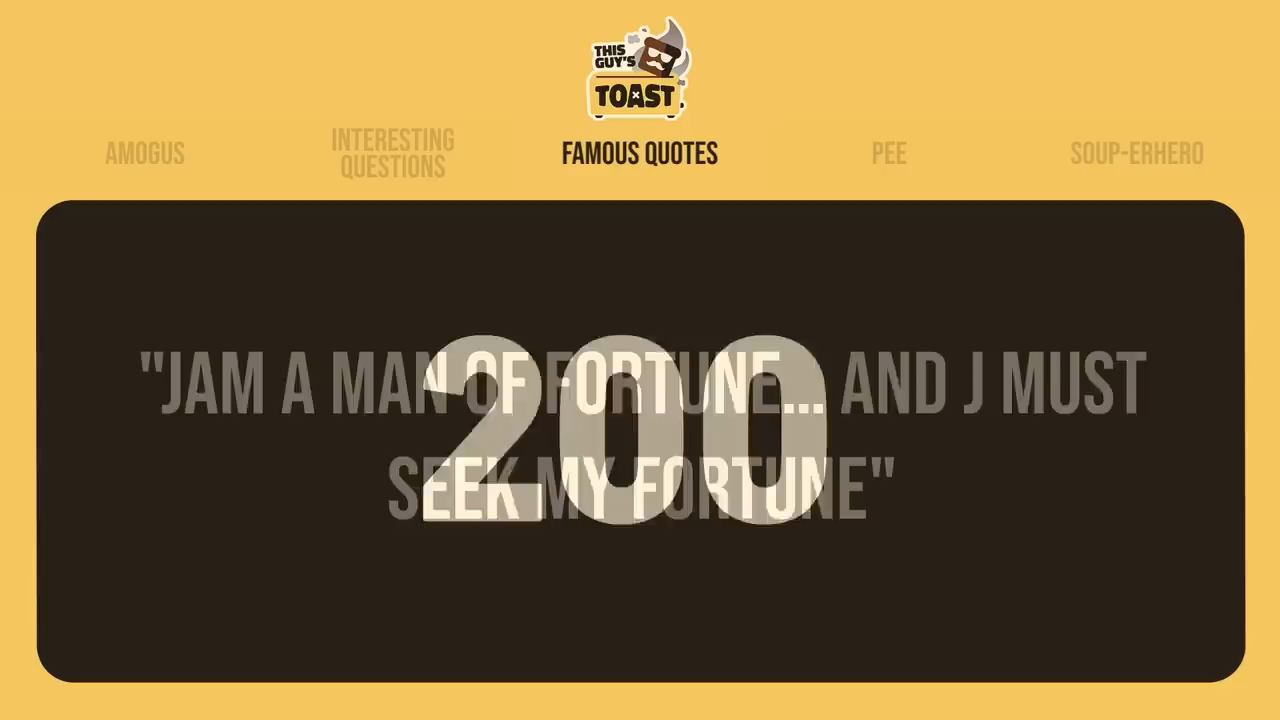 THIS
GUY'S
TOAST
AMOGUS
INTERESTING
QUESTIONS
FAMOUS QUOTES
PEE
SOUP-ERHERO
200
"JAM A MAN OF FORTUNE... AND J MUST
SEEK MY FORTUNE"